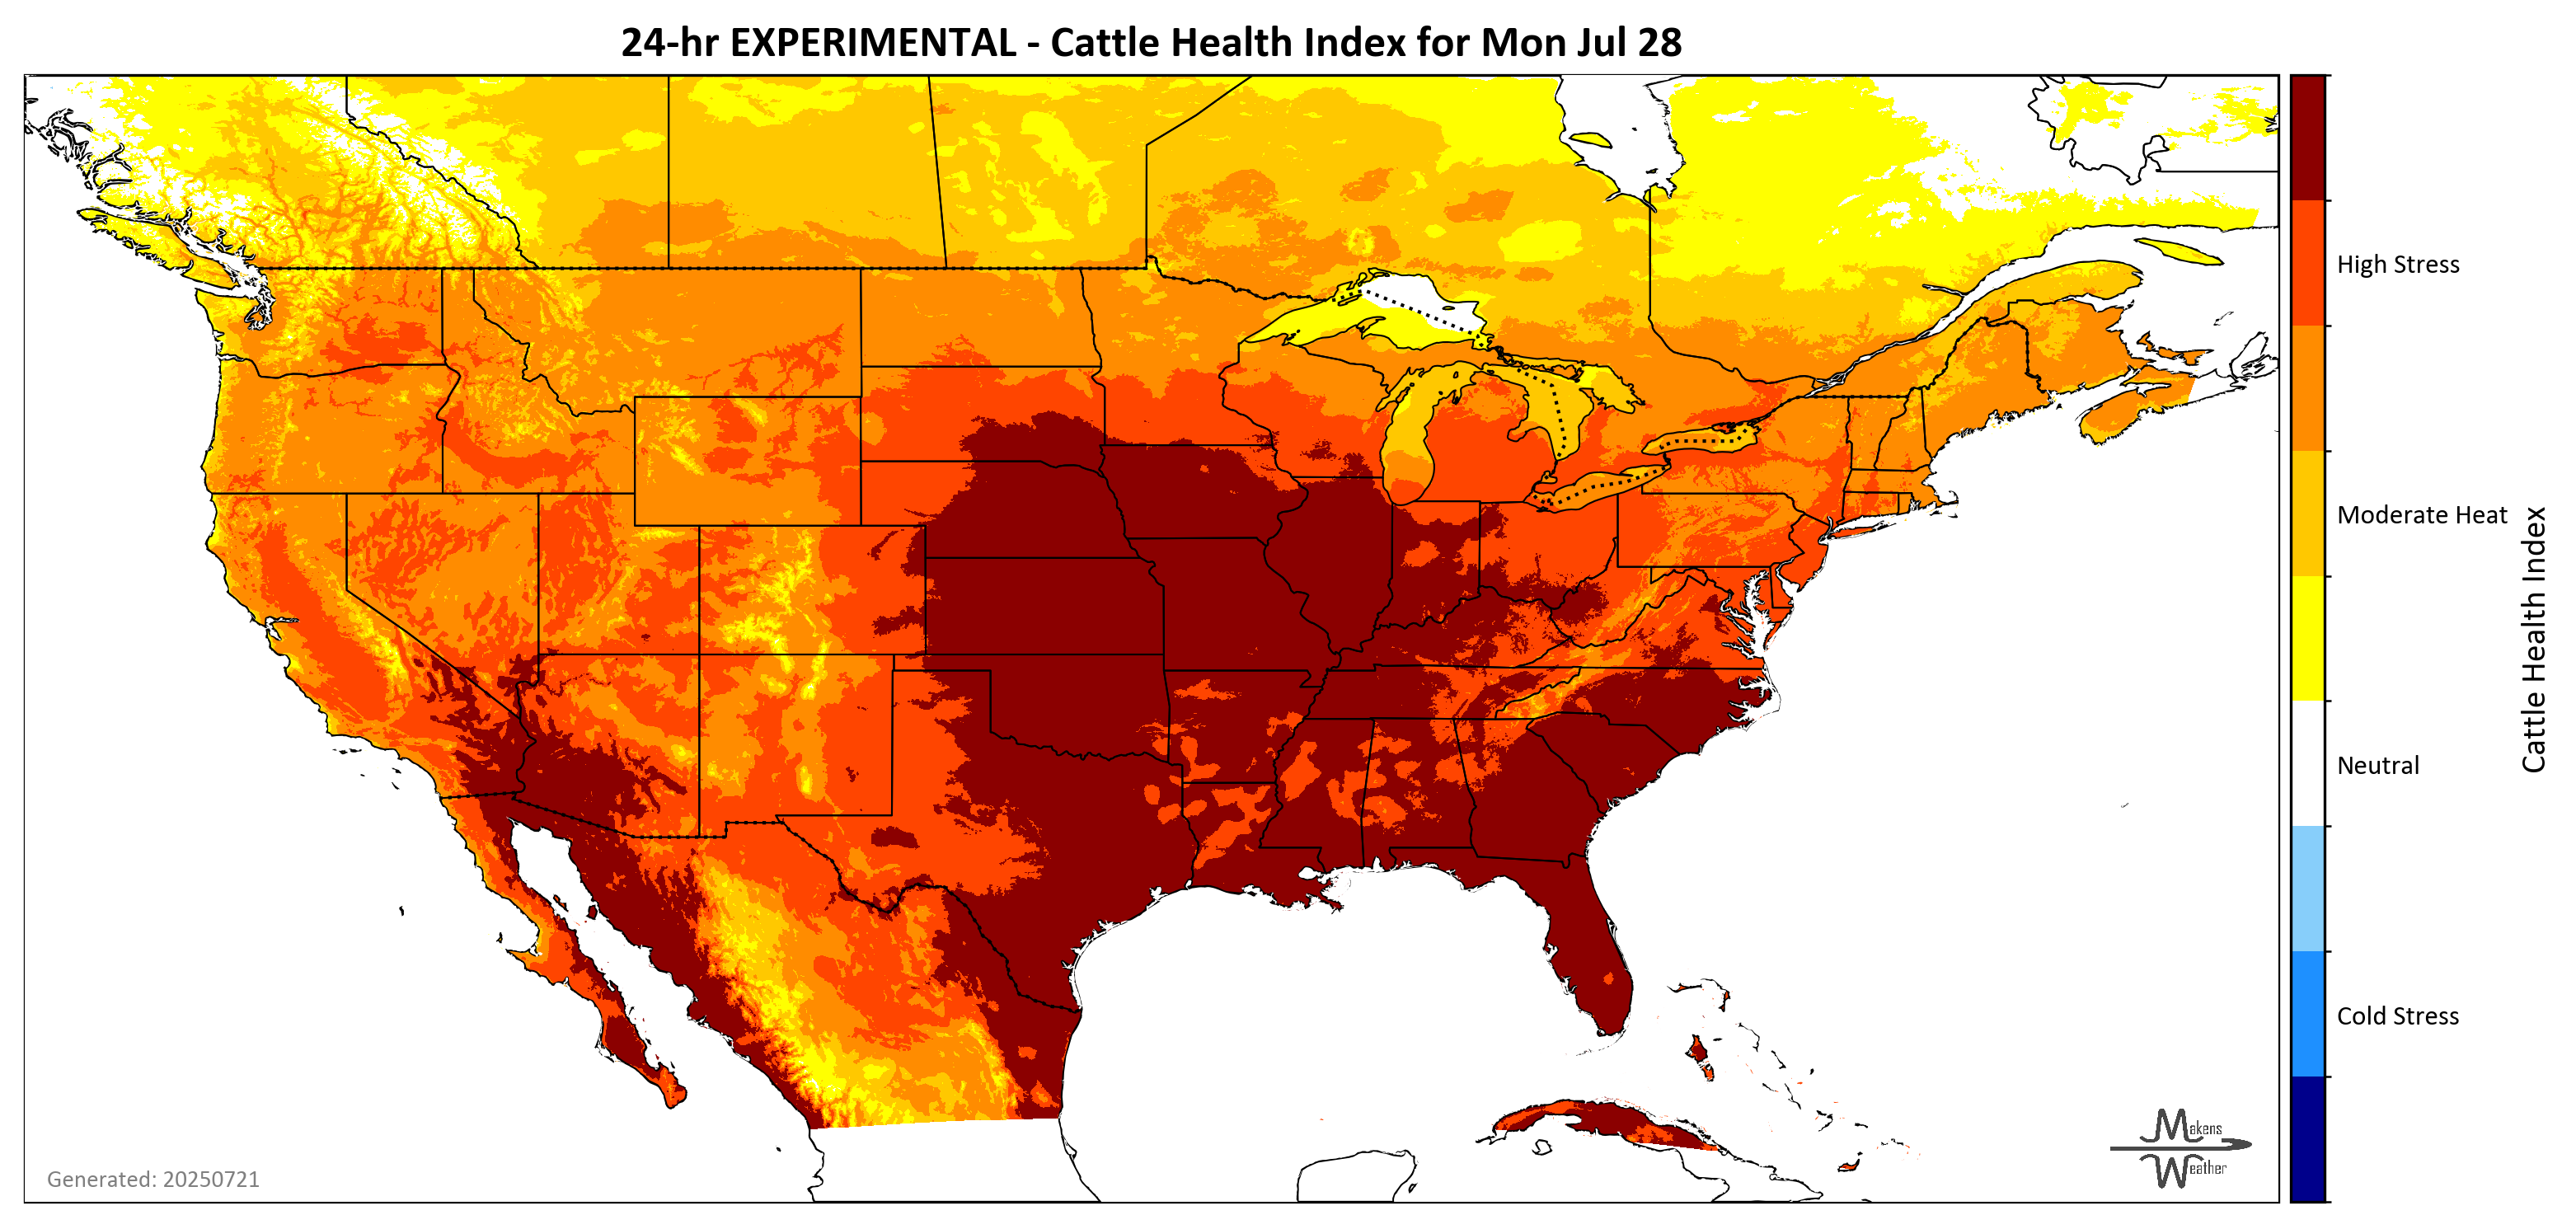 24-hr EXPERIMENTAL - Cattle Health Index for Mon Jul 28
High Stress
Moderate Heat
Neutral
Cold Stress
Cattle Health Index
Generated: 20250721
Makens
Weather